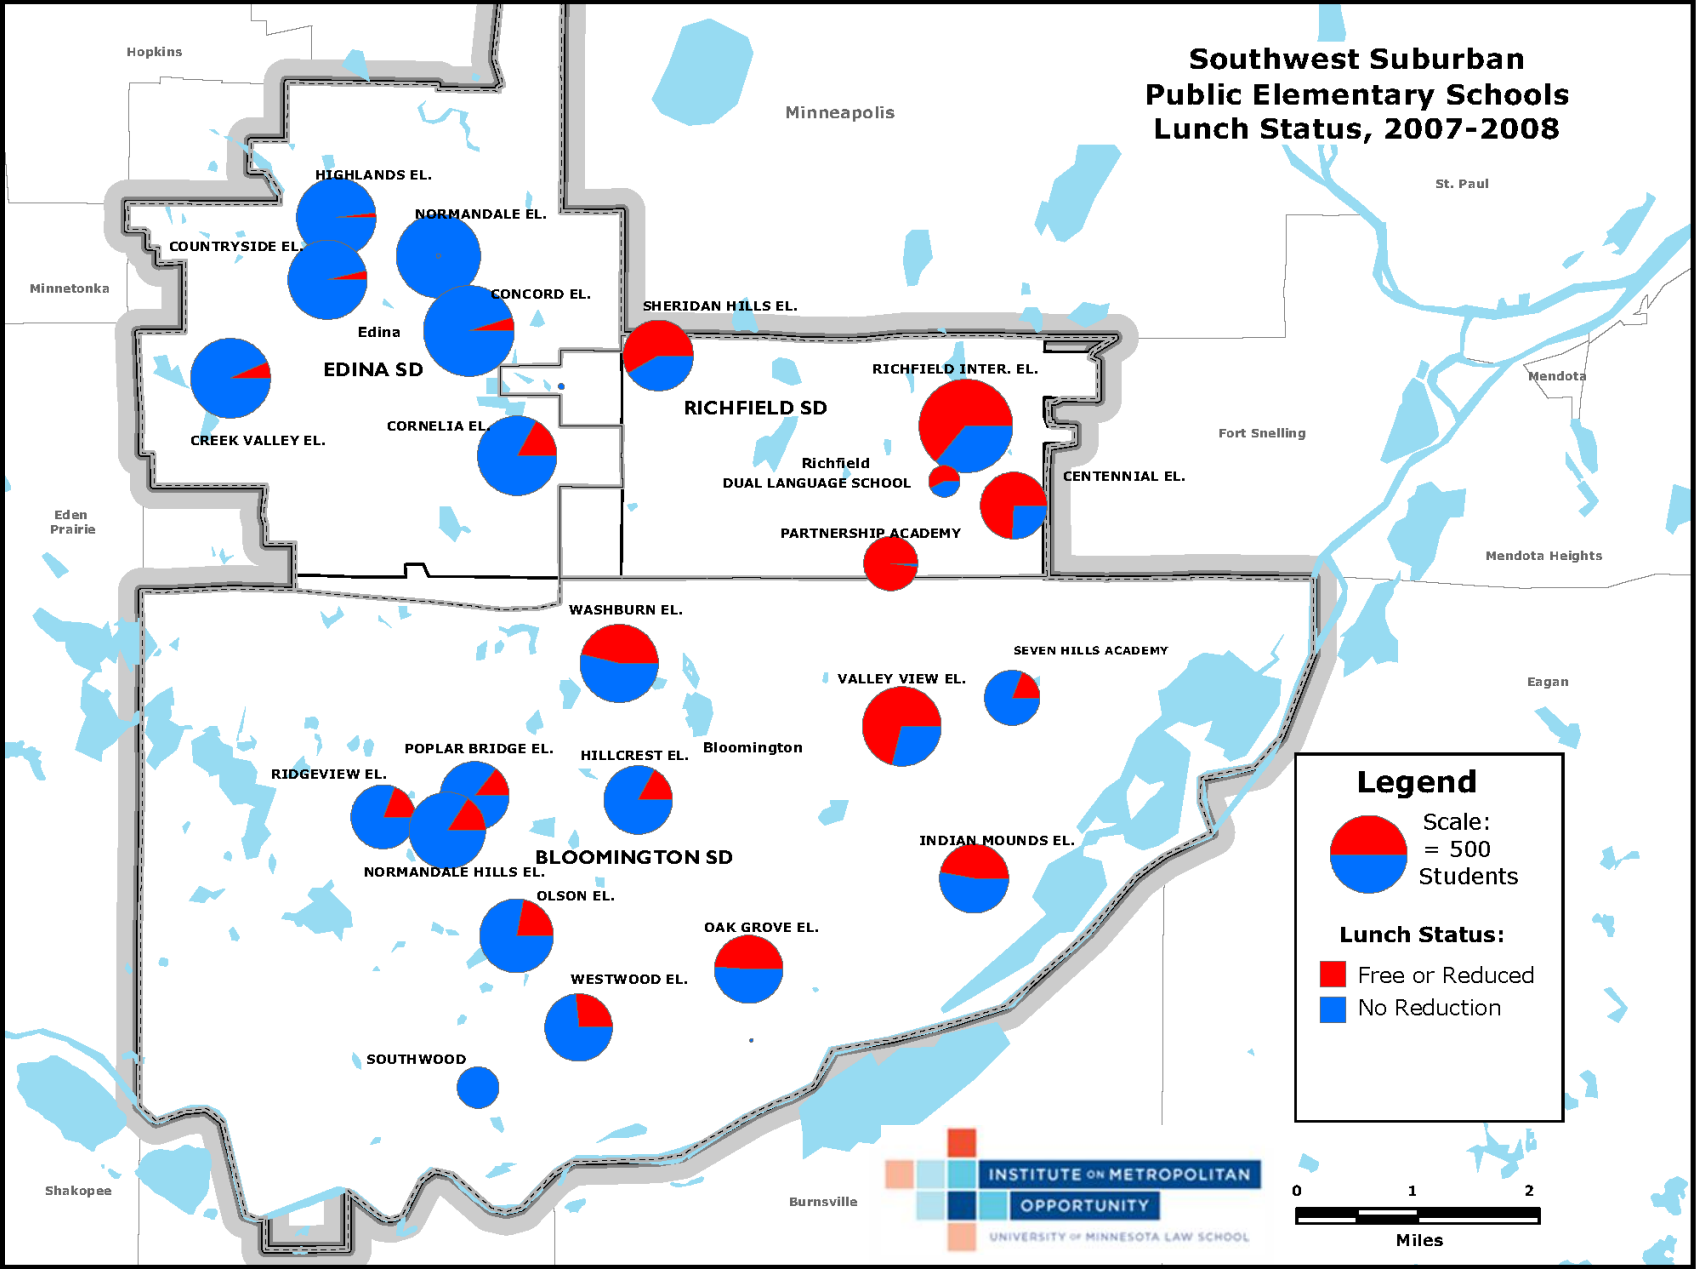 Southwest Suburban
Public Elementary Schools
Lunch Status, 2007-2008
Hopkins
Minneapolis
St. Paul
HIGHLANDS EL.
NORMANDALE EL.
COUNTRYSIDE EL.
Minnetonka
CONCORD EL.
SHERIDAN HILLS EL.
Edina
EDINA SD
RICHFIELD INTER. EL.
Mendota
RICHFIELD SD
CORNELIA EL.
CREEK VALLEY EL.
Fort Snelling
Richfield
DUAL LANGUAGE SCHOOL
CENTENNIAL EL.
Eden
Prairie
PARTNERSHIP ACADEMY
Mendota Heights
WASHBURN EL.
SEVEN HILLS ACADEMY
VALLEY VIEW EL.
Eagan
POPLAR BRIDGE EL.
HILLCREST EL.
Bloomington
RIDGEVIEW EL.
INDIAN MOUNDS EL.
BLOOMINGTON SD
NORMANDALE HILLS EL.
OLSON EL.
OAK GROVE EL.
WESTWOOD EL.
SOUTHWOOD
Shakopee
Burnsville
Legend
Scale:
= 500
Students
Lunch Status:
Free or Reduced
No Reduction
INSTITUTE ON METROPOLITAN
OPPORTUNITY
UNIVERSITY OF MINNESOTA LAW SCHOOL
0 1 2
Miles